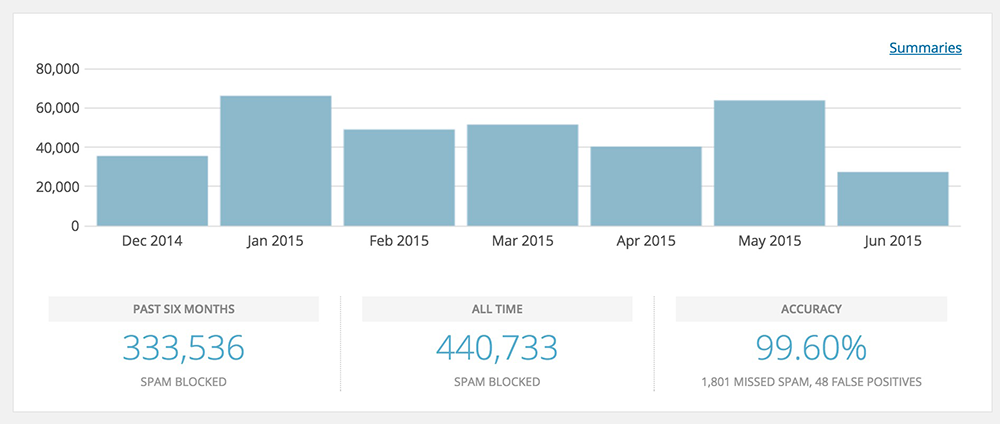 Summaries
80,000
60,000
40,000
20,000
0
Dec 2014 Jan 2015 Feb 2015 Mar 2015 Apr 2015 May 2015 Jun 2015
PAST SIX MONTHS
333,536
SPAM BLOCKED
ALL TIME
440,733
SPAM BLOCKED
ACCURACY
99.60%
1,801 MISSED SPAM, 48 FALSE POSITIVES